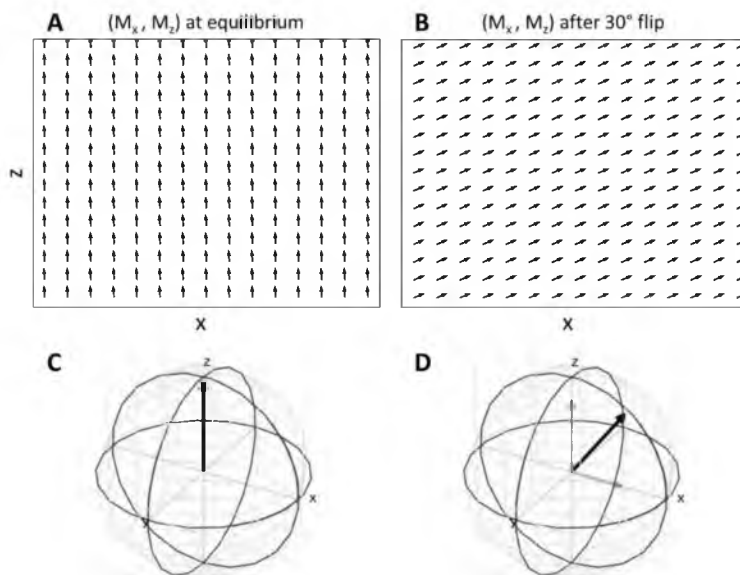 A (Mx, Mz) at equilibrium
B (Mx, Mz) after 30° flip
Z
X
X
C
z
y
x
D
z
y
x